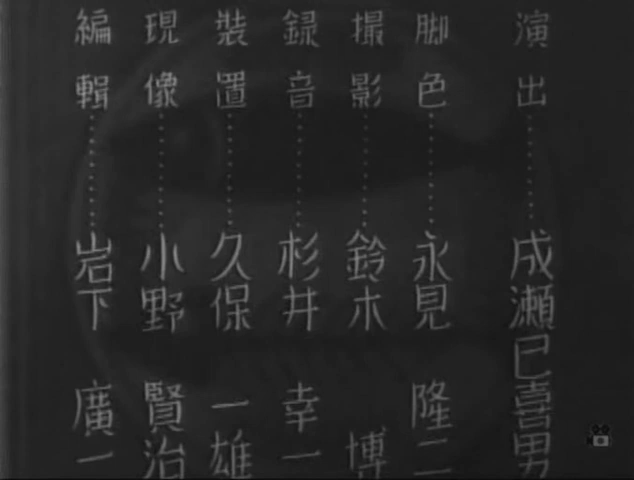 演出………成瀬巳喜男
脚色………永見隆二
撮影………鈴木博
録音………杉井幸一
装置………久保一雄
現像………小野賢治
編輯………岩下廣一